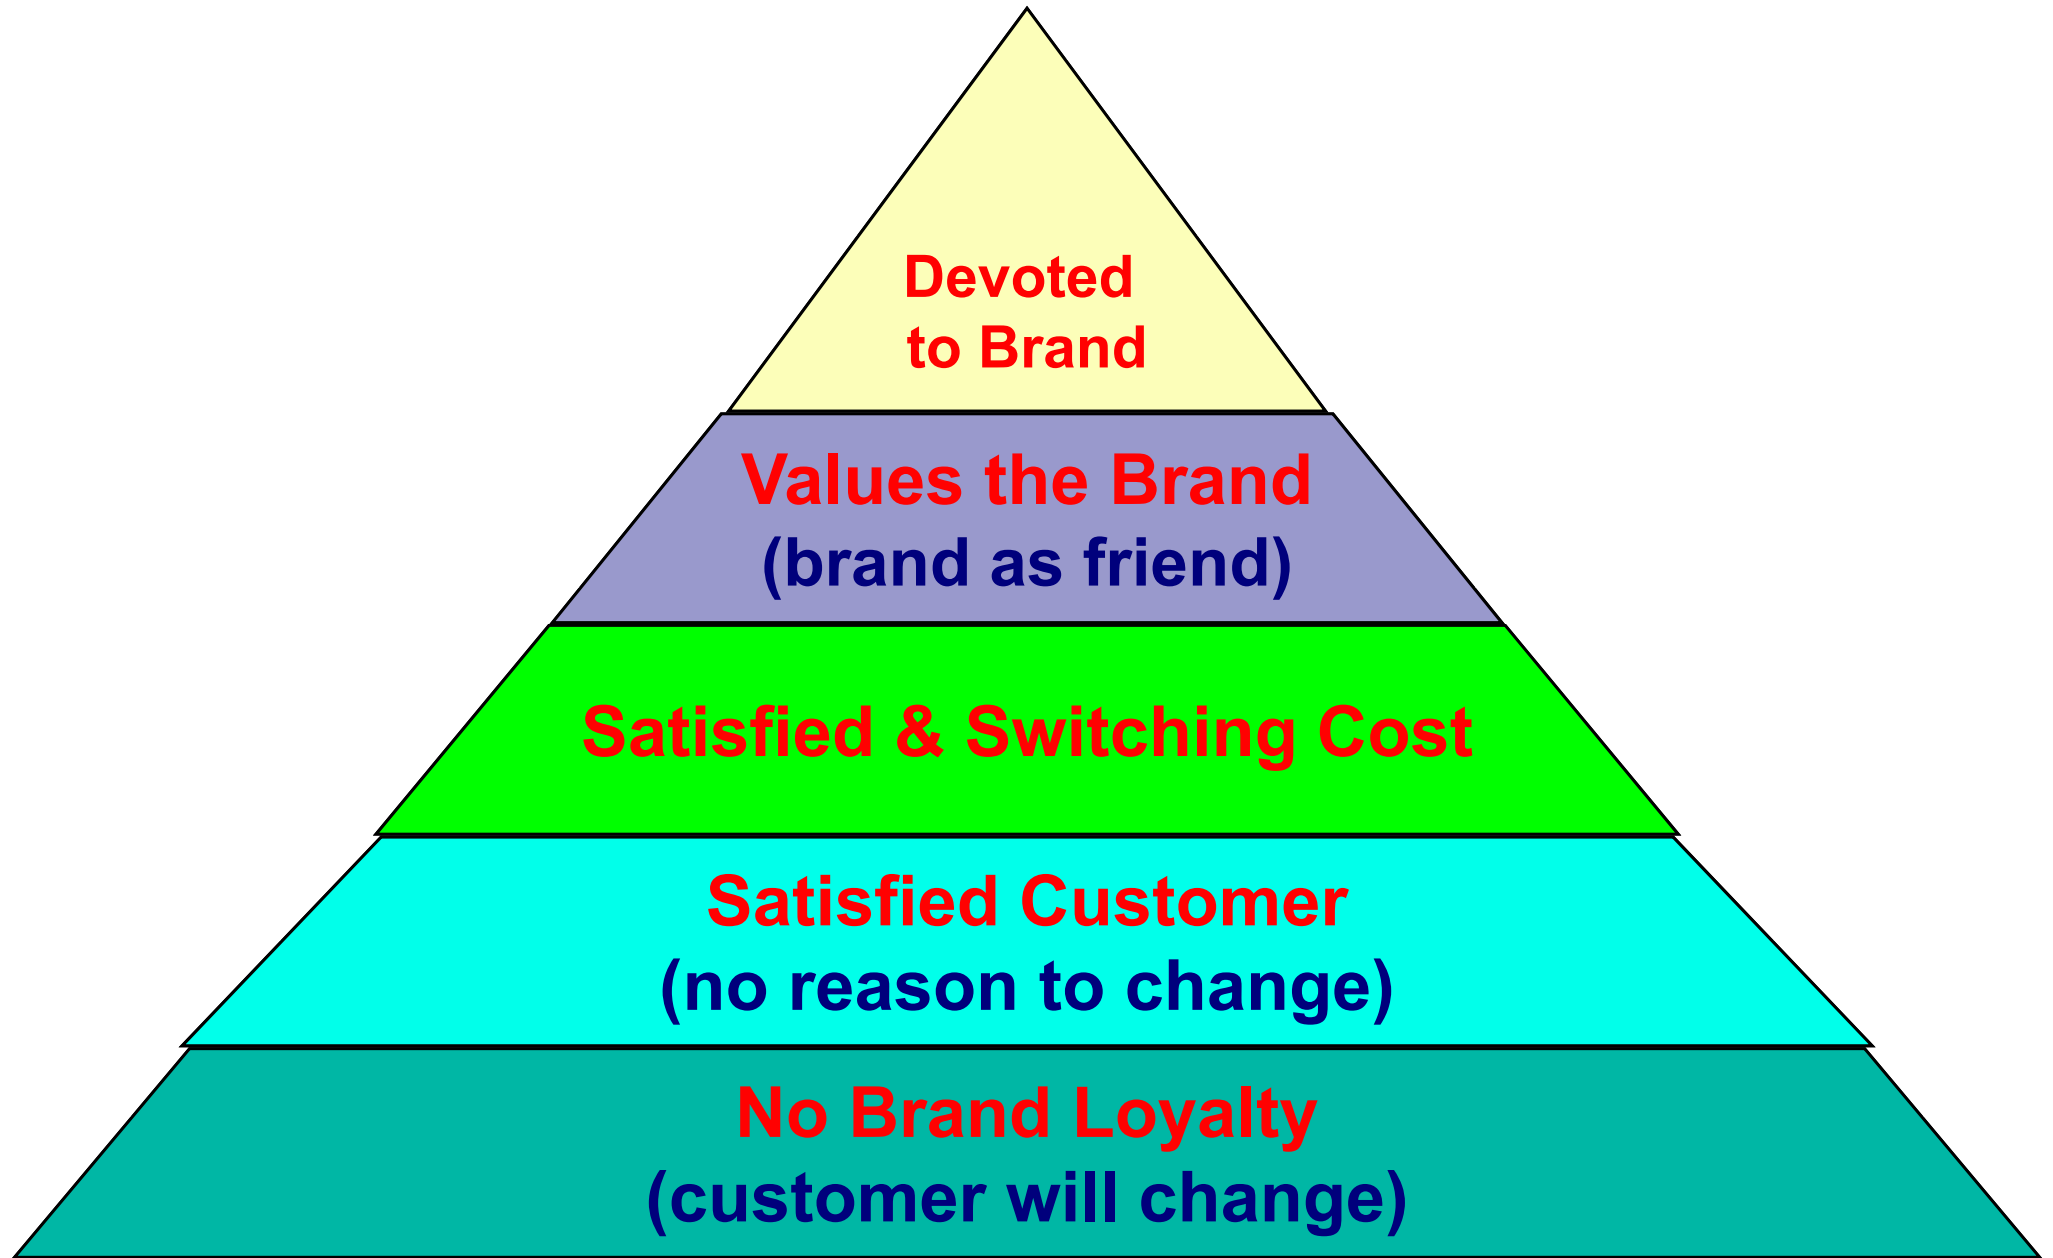 Devoted
to Brand
Values the Brand
(brand as friend)
Satisfied & Switching Cost
Satisfied Customer
(no reason to change)
No Brand Loyalty
(customer will change)